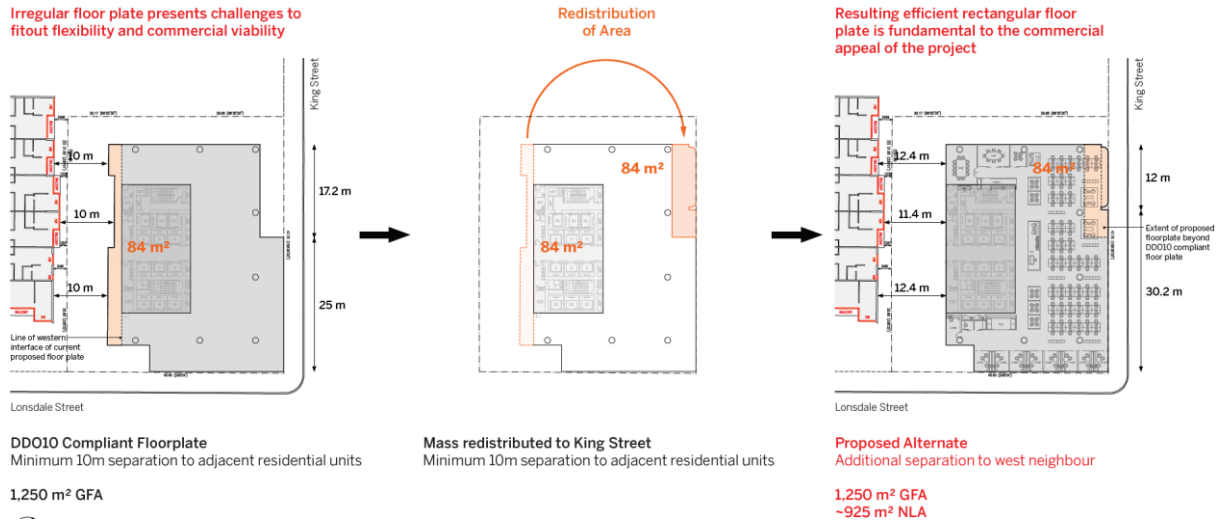 Irregular floor plate presents challenges to
fitout flexibility and commercial viability
King Street
10 m
10 m
10 m
84 m²
17.2 m
25 m
Line of western
interface of current
proposed floor plate
Lonsdale Street
DDO10 Compliant Floorplate
Minimum 10m separation to adjacent residential units
1,250 m² GFA
Redistribution
of Area
84 m²
84 m²
Mass redistributed to King Street
Minimum 10m separation to adjacent residential units
Resulting efficient rectangular floor
plate is fundamental to the commercial
appeal of the project
King Street
12.4 m
11.4 m
12.4 m
84 m²
12 m
Extent of proposed
floorplate beyond
DDO10 compliant
floor plate
30.2 m
Lonsdale Street
Proposed Alternate
Additional separation to west neighbour
1,250 m² GFA
~925 m² NLA